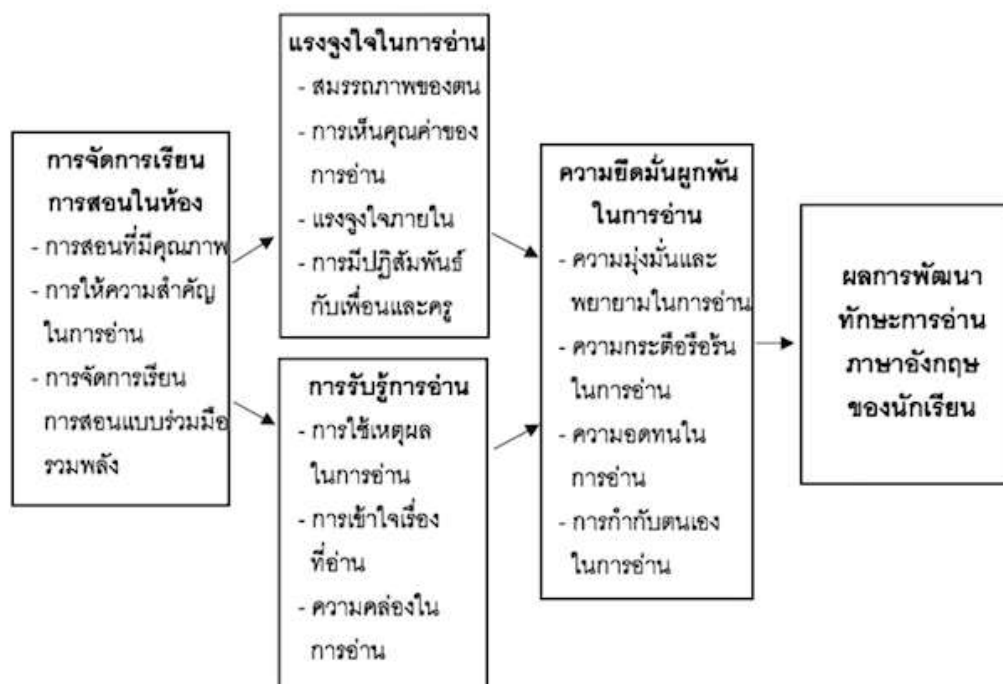 การจัดการเรียน
การสอนในห้อง
- การสอนที่มีคุณภาพ
- การให้ความสำคัญ
ในการอ่าน
- การจัดการเรียน
การสอนแบบร่วมมือ
รวมพลัง
แรงจูงใจในการอ่าน
- สมรรถภาพของตน
- การเห็นคุณค่าของ
การอ่าน
- แรงจูงใจภายใน
- การมีปฏิสัมพันธ์
กับเพื่อนและครู
การรับรู้การอ่าน
- การใช้เหตุผล
ในการอ่าน
- การเข้าใจเรื่อง
ที่อ่าน
- ความคล่องใน
การอ่าน
ความยึดมั่นผูกพัน
ในการอ่าน
- ความมุ่งมั่นและ
พยายามในการอ่าน
- ความกระตือรือร้น
ในการอ่าน
- ความอดทนใน
การอ่าน
- การกำกับตนเอง
ในการอ่าน
ผลการพัฒนา
ทักษะการอ่าน
ภาษาอังกฤษ
ของนักเรียน